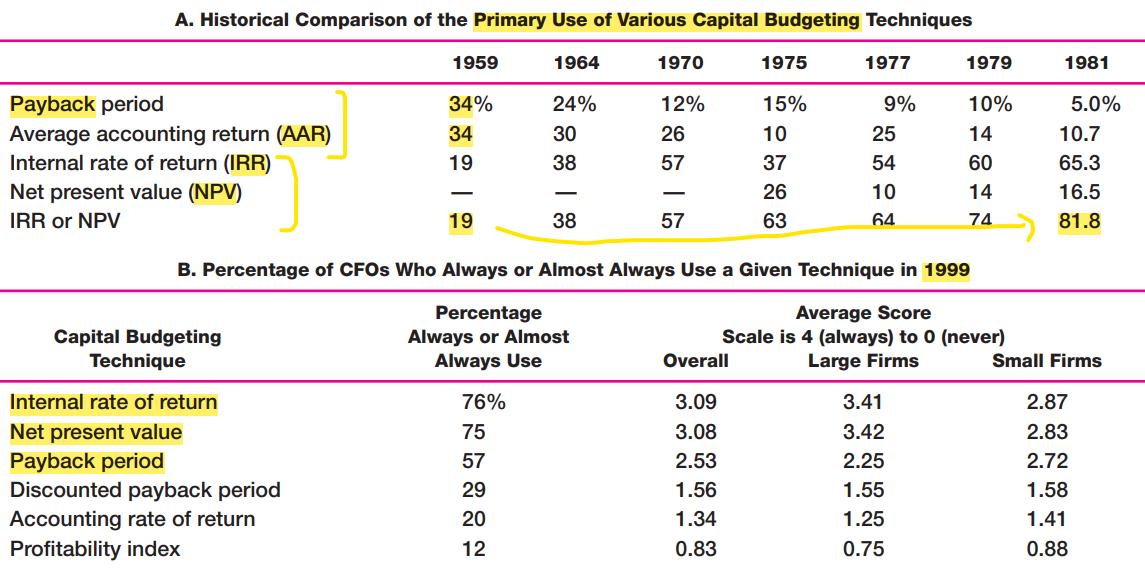 A. Historical Comparison of the Primary Use of Various Capital Budgeting Techniques
1959 1964 1970 1975 1977 1979 1981
Payback period 34% 24% 12% 15% 9% 10% 5.0%
Average accounting return (AAR) 34 30 26 10 25 14 10.7
Internal rate of return (IRR) 19 38 57 37 54 60 65.3
Net present value (NPV) — — — 26 10 14 16.5
IRR or NPV 19 38 57 63 64 74 81.8
B. Percentage of CFOs Who Always or Almost Always Use a Given Technique in 1999
Percentage Average Score
Capital Budgeting Always or Almost Scale is 4 (always) to 0 (never)
Technique Always Use Overall Large Firms Small Firms
Internal rate of return 76% 3.09 3.41 2.87
Net present value 75 3.08 3.42 2.83
Payback period 57 2.53 2.25 2.72
Discounted payback period 29 1.56 1.55 1.58
Accounting rate of return 20 1.34 1.25 1.41
Profitability index 12 0.83 0.75 0.88